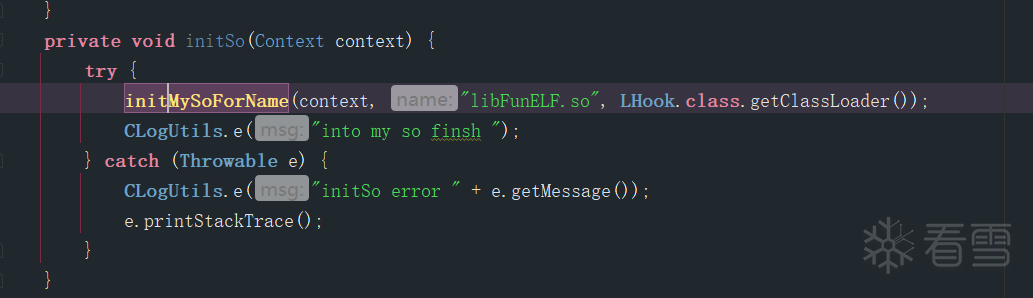 }
private void initSo(Context context) {
try {
initMySoForName(context, name: "libFunELF.so", LHook.class.getClassLoader());
CLogUtils.e( msg: "into my so finsh ");
} catch (Throwable e) {
CLogUtils.e( msg: "initSo error " + e.getMessage());
e.printStackTrace();
}
}
看雪